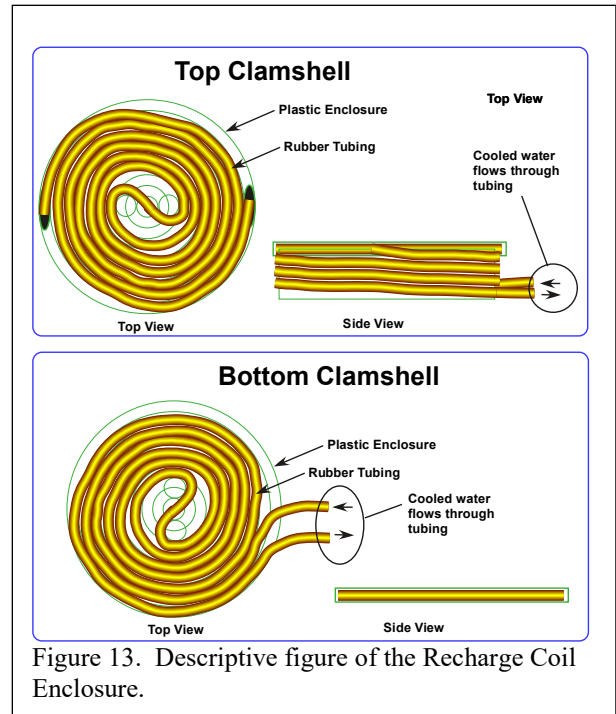 Top Clamshell
Plastic Enclosure
Top View
Rubber Tubing
Cooled water
flows through
tubing
Top View
Side View
Bottom Clamshell
Plastic Enclosure
Rubber Tubing
Cooled water
flows through
tubing
Top View
Side View
Figure 13. Descriptive figure of the Recharge Coil
Enclosure.